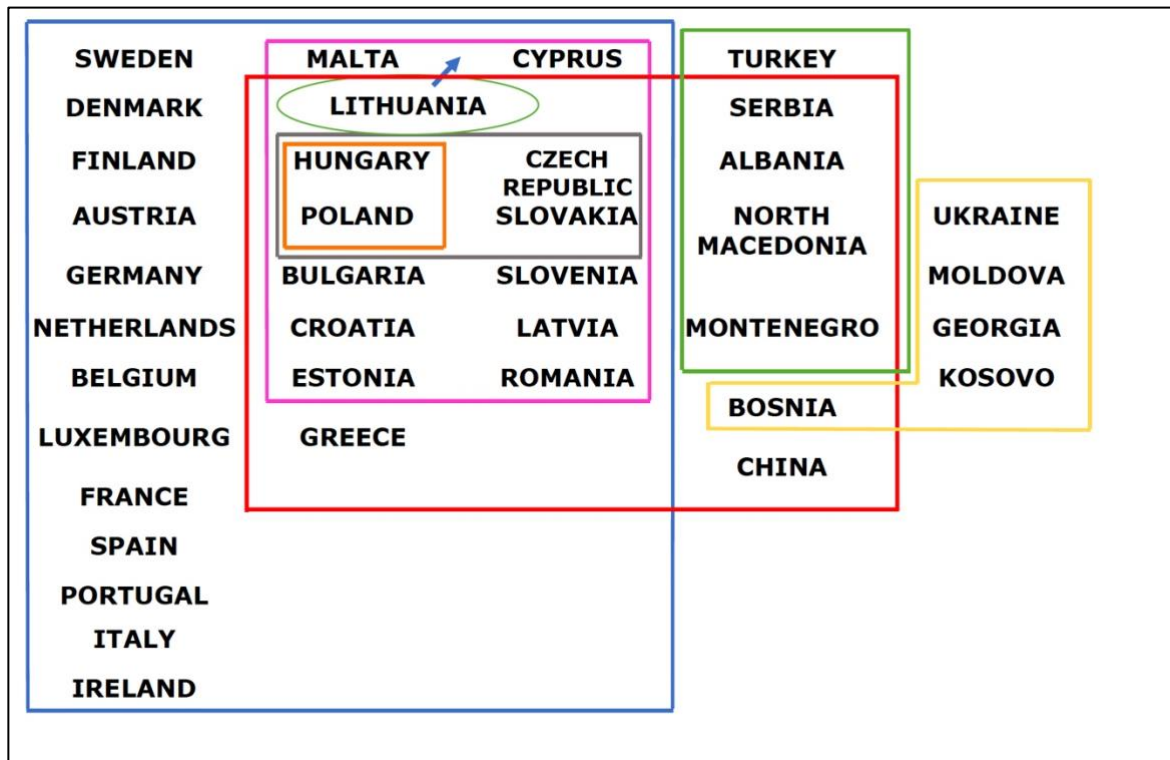 SWEDEN MALTA CYPRUS TURKEY
DENMARK LITHUANIA SERBIA
FINLAND HUNGARY CZECH REPUBLIC ALBANIA
AUSTRIA POLAND SLOVAKIA NORTH MACEDONIA UKRAINE
GERMANY BULGARIA SLOVENIA MOLDOVA
NETHERLANDS CROATIA LATVIA MONTENEGRO GEORGIA
BELGIUM ESTONIA ROMANIA KOSOVO
BOSNIA
LUXEMBOURG GREECE
CHINA
FRANCE
SPAIN
PORTUGAL
ITALY
IRELAND